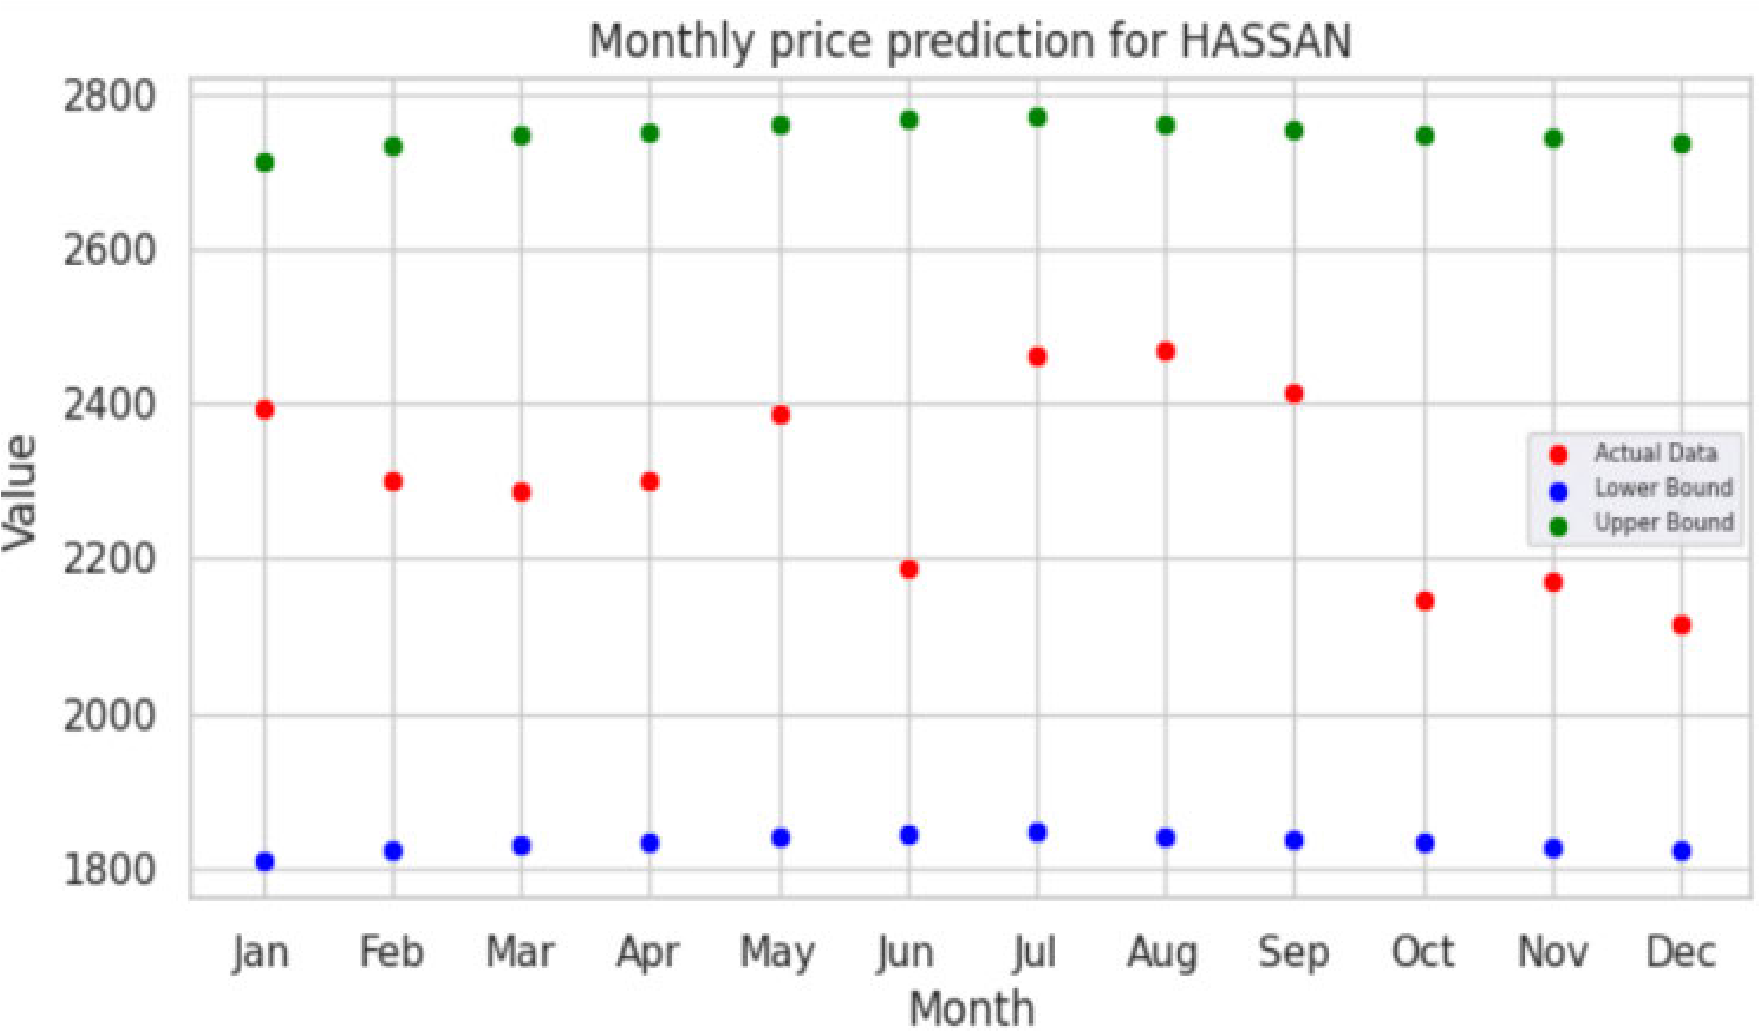 Monthly price prediction for HASSAN
2800
2600
2400
2200
2000
1800
Value
Actual Data
Lower Bound
Upper Bound
Jan Feb Mar Apr May Jun Jul Aug Sep Oct Nov Dec
Month